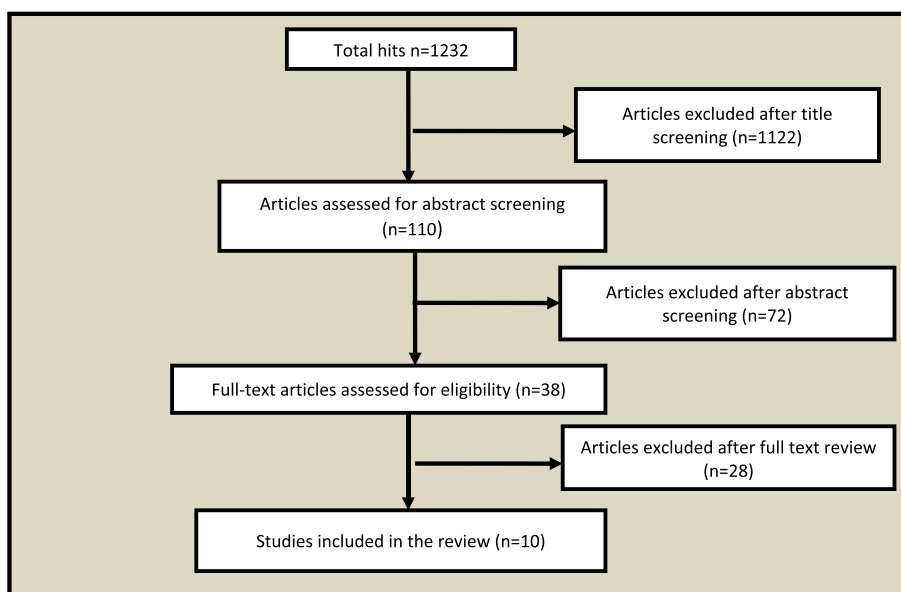 Total hits n=1232
Articles excluded after title
screening (n=1122)
Articles assessed for abstract screening
(n=110)
Articles excluded after abstract
screening (n=72)
Full-text articles assessed for eligibility (n=38)
Articles excluded after full text review
(n=28)
Studies included in the review (n=10)